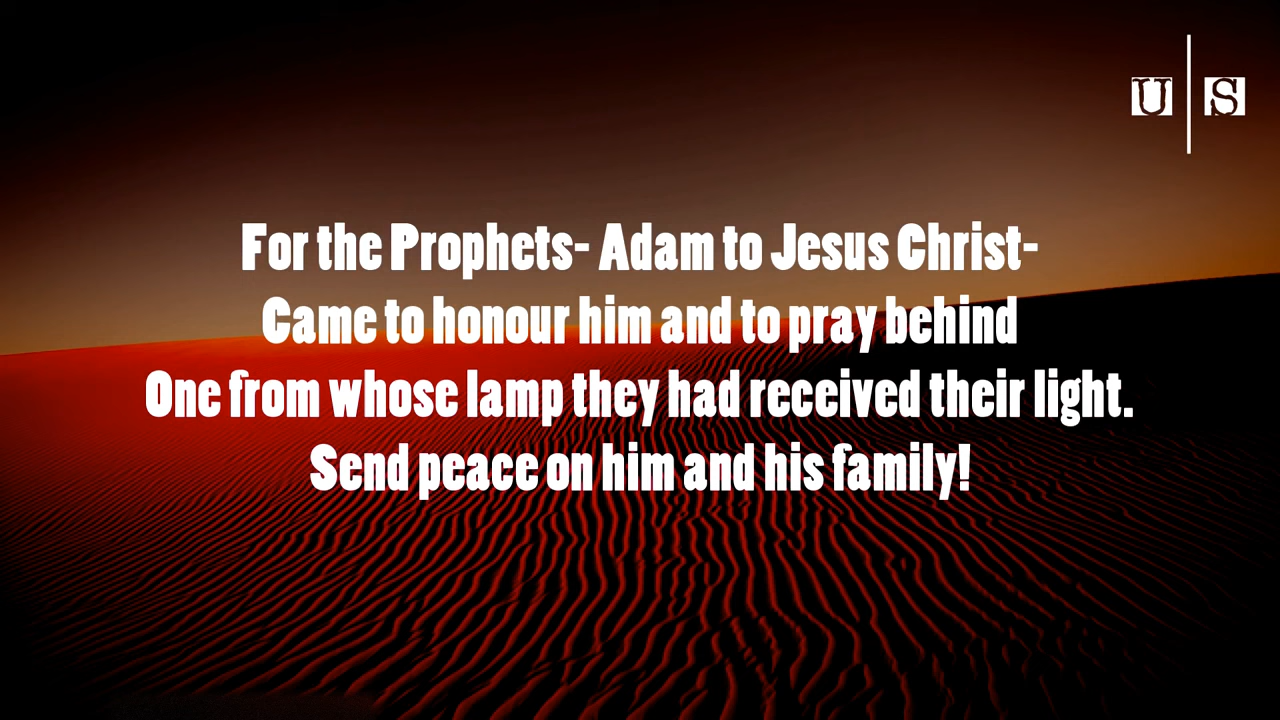 U | S
For the Prophets- Adam to Jesus Christ-
Came to honour him and to pray behind
One from whose lamp they had received their light.
Send peace on him and his family!